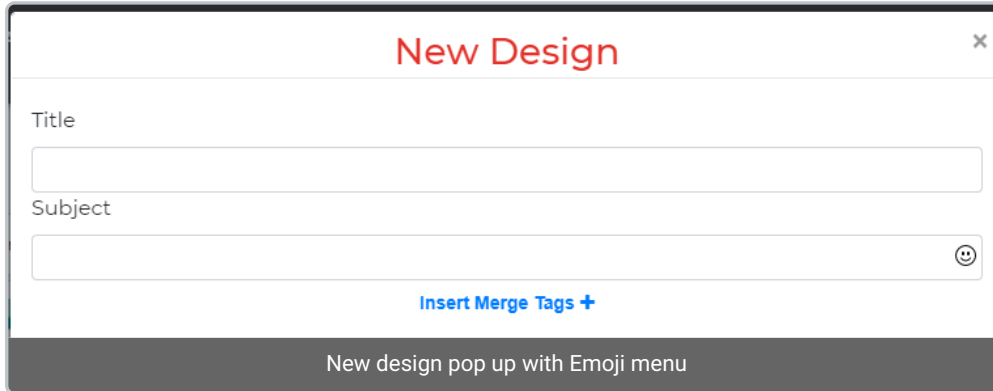 New Design
×
Title
Subject
Insert Merge Tags +
New design pop up with Emoji menu